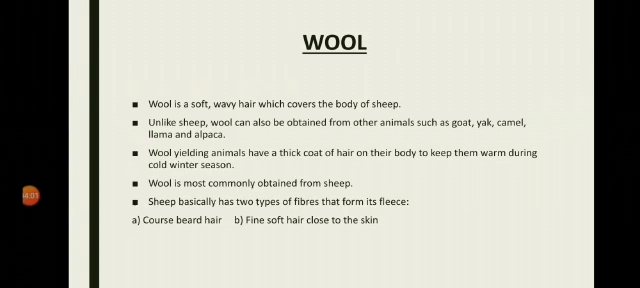 WOOL
■ Wool is a soft, wavy hair which covers the body of sheep.
■ Unlike sheep, wool can also be obtained from other animals such as goat, yak, camel,
llama and alpaca.
■ Wool yielding animals have a thick coat of hair on their body to keep them warm during
cold winter season.
■ Wool is most commonly obtained from sheep.
■ Sheep basically has two types of fibres that form its fleece:
a) Course beard hair b) Fine soft hair close to the skin
04:01